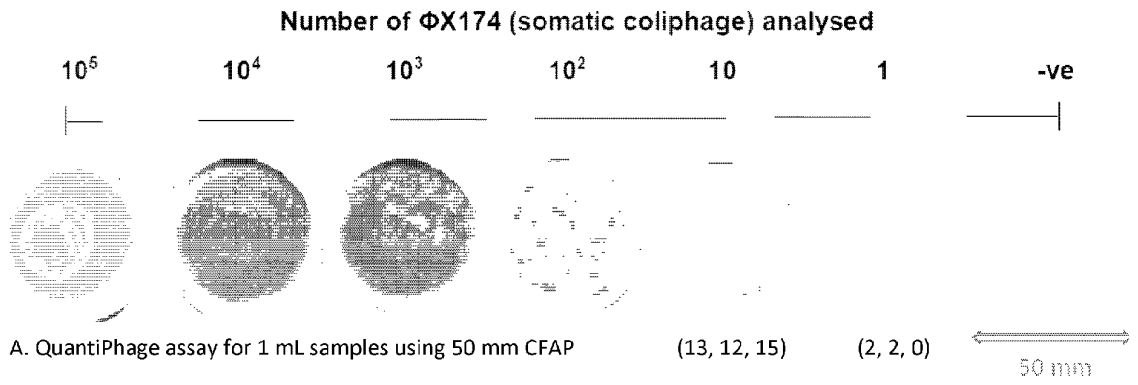 Number of ΦX174 (somatic coliphage) analysed
10⁵ 10⁴ 10³ 10² 10 1 -ve
A. QuantiPhage assay for 1 mL samples using 50 mm CFAP (13, 12, 15) (2, 2, 0)
50 mm